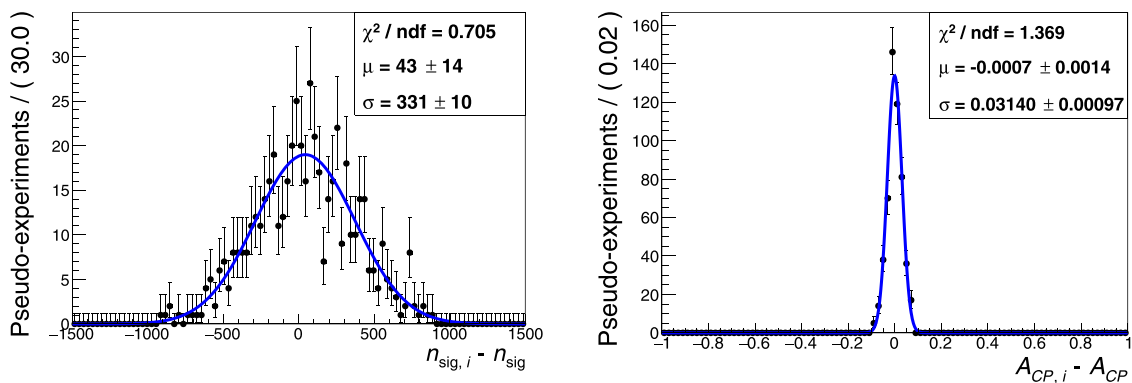 Pseudo-experiments / ( 30.0 )
χ² / ndf = 0.705
μ = 43 ± 14
σ = 331 ± 10
30
25
20
15
10
5
0
−1500 −1000 −500 0 500 1000 1500
n_sig, i - n_sig
Pseudo-experiments / ( 0.02 )
χ² / ndf = 1.369
μ = -0.0007 ± 0.0014
σ = 0.03140 ± 0.00097
160
140
120
100
80
60
40
20
0
−1 −0.8 −0.6 −0.4 −0.2 0 0.2 0.4 0.6 0.8 1
A_CP, i - A_CP